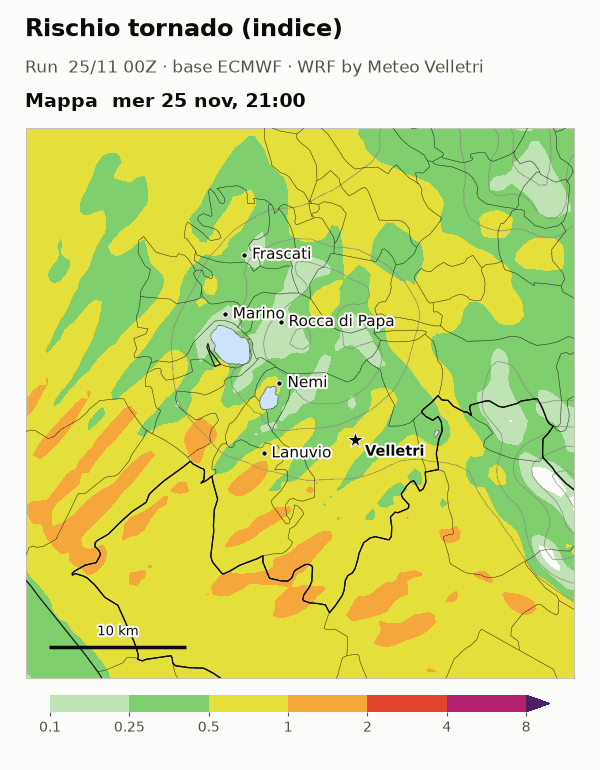 Rischio tornado (indice)
Run 25/11 00Z · base ECMWF · WRF by Meteo Velletri
Mappa mer 25 nov, 21:00
Frascati
Marino
Rocca di Papa
Nemi
Velletri
Lanuvio
10 km
0.1 0.25 0.5 1 2 4 8